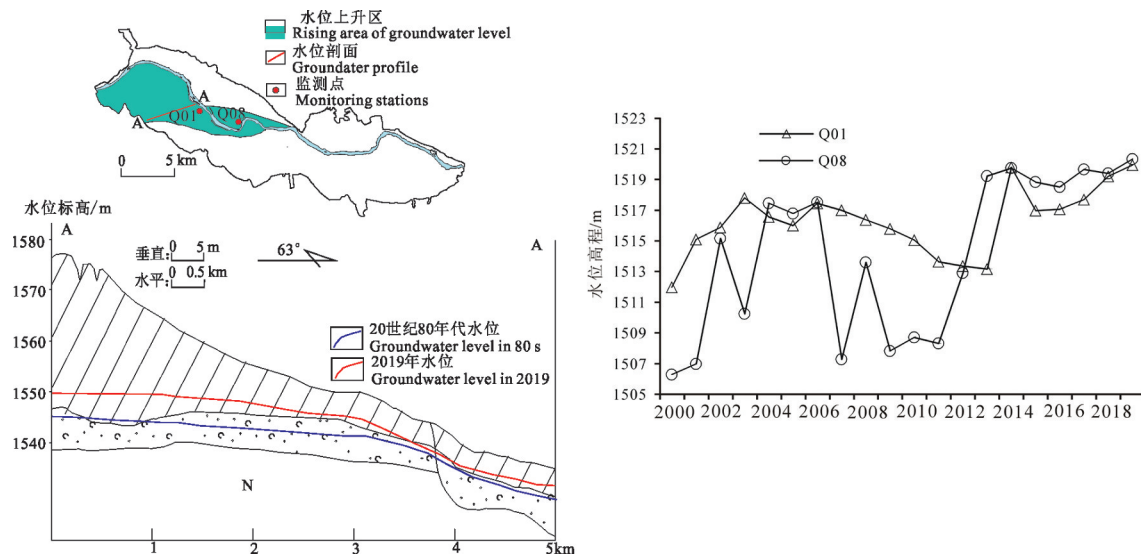 水位上升区
Rising area of groundwater level
水位剖面
Groundater profile
监测点
Monitoring stations
A
Q01
Q08
A
0 5 km
水位标高/m
A
A
1580
1570
1560
1550
1540
垂直: 0 5 m
水平: 0 0.5 km
63°
20世纪80年代水位
Groundwater level in 80 s
2019年水位
Groundwater level in 2019
N
1 2 3 4 5km
水位高程/m
1523
1521
1519
1517
1515
1513
1511
1509
1507
1505
Q01
Q08
2000 2002 2004 2006 2008 2010 2012 2014 2016 2018